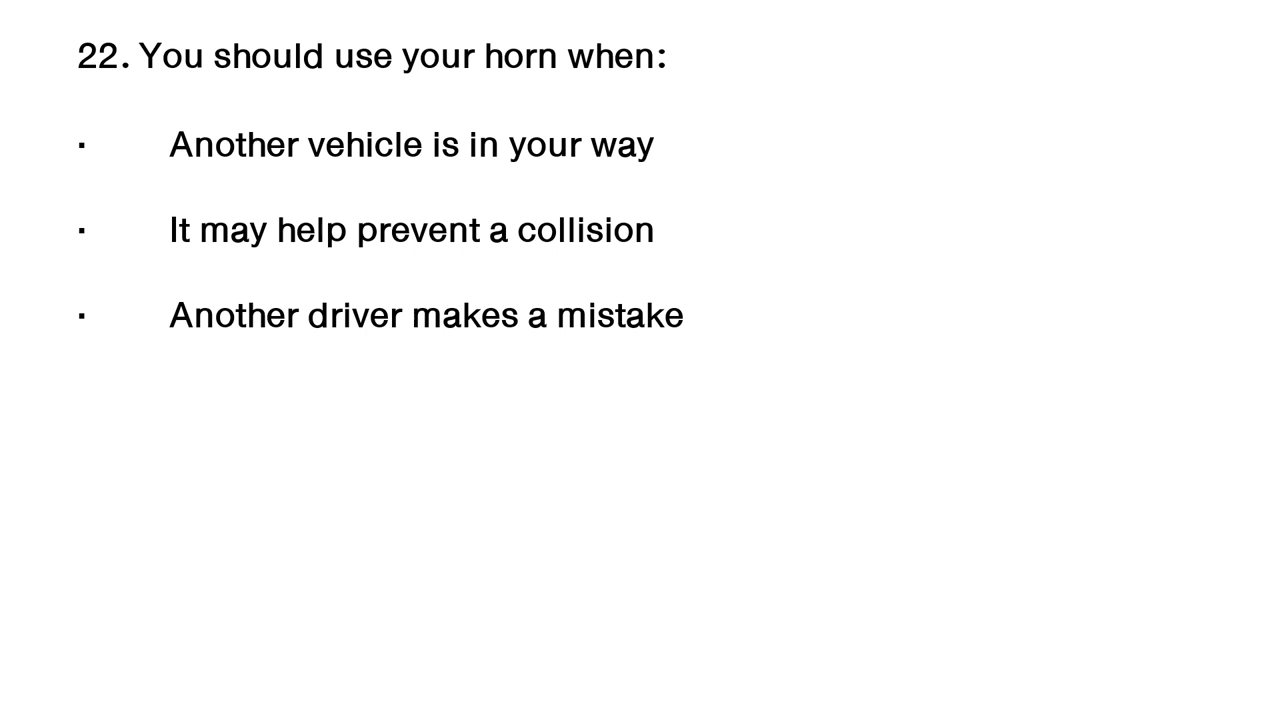 22. You should use your horn when:
· Another vehicle is in your way
· It may help prevent a collision
· Another driver makes a mistake